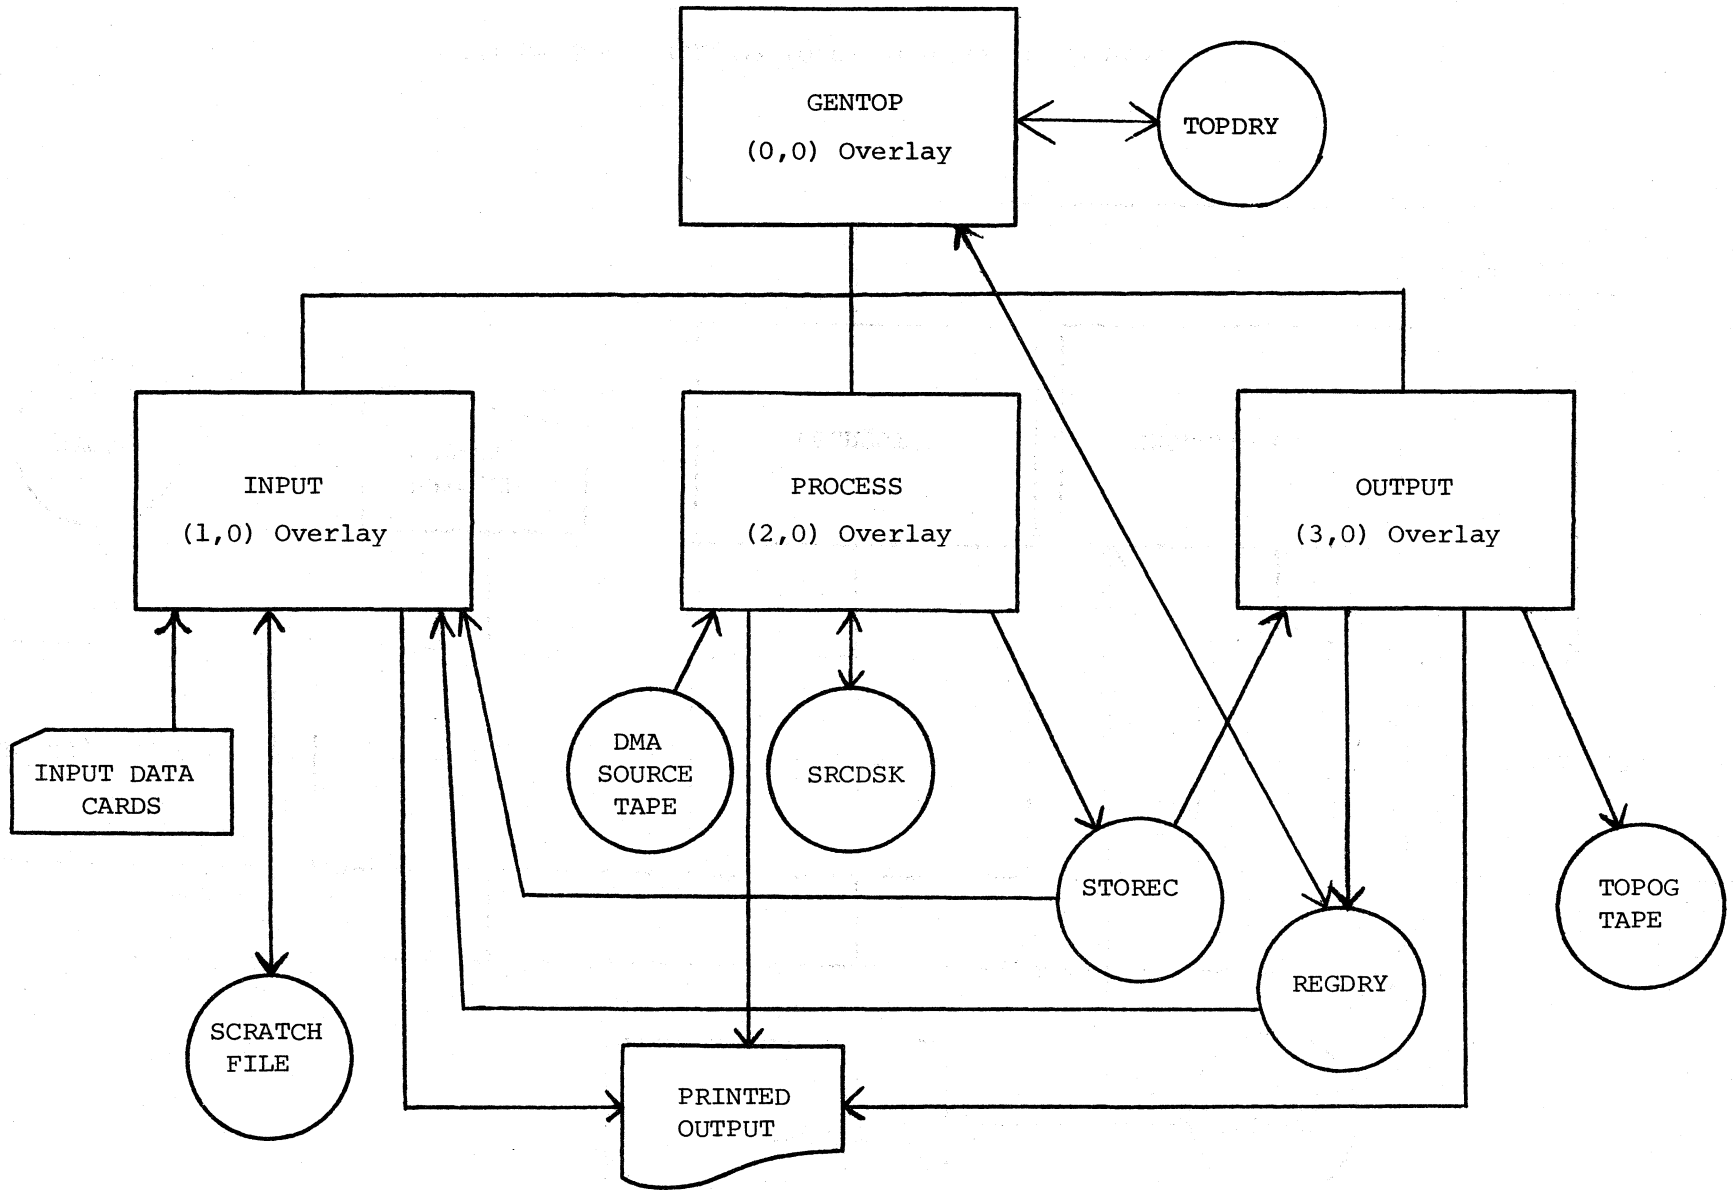 GENTOP
(0,0) Overlay
TOPDRY
INPUT
(1,0) Overlay
PROCESS
(2,0) Overlay
OUTPUT
(3,0) Overlay
INPUT DATA
CARDS
DMA
SOURCE
TAPE
SRCDSK
STOREC
TOPOG
TAPE
REGDRY
SCRATCH
FILE
PRINTED
OUTPUT